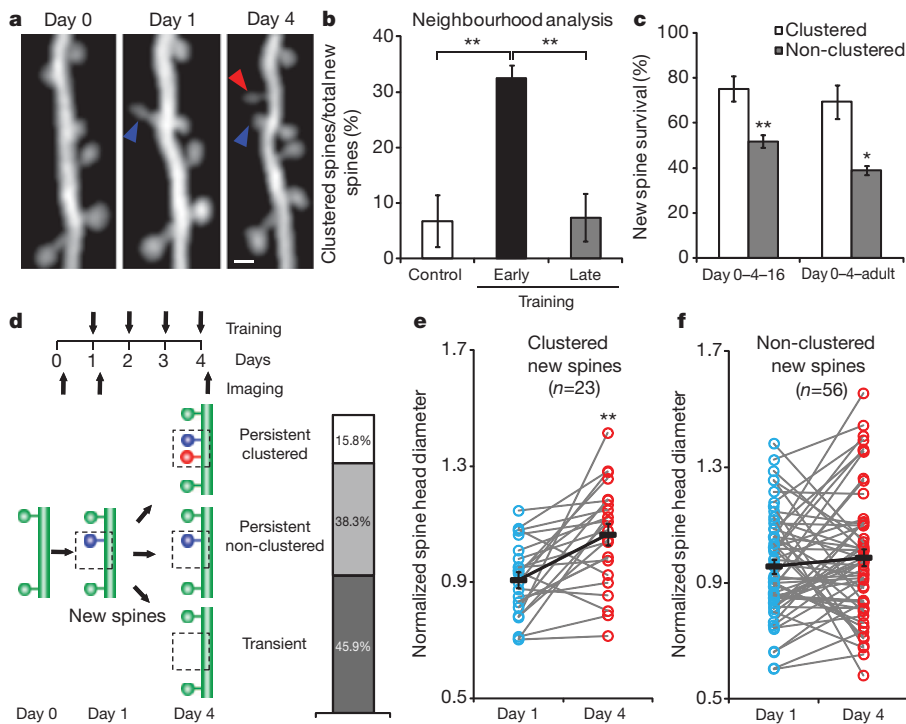 a
Day 0
Day 1
Day 4
b
Neighbourhood analysis
Clustered spines/total new
spines (%)
40
30
20
10
0
**
**
Control
Early
Late
Training
c
Clustered
Non-clustered
New spine survival (%)
100
80
60
40
20
0
**
*
Day 0–4–16
Day 0–4–adult
d
Training
0 1 2 3 4
Days
Imaging
Persistent
clustered
Persistent
non-clustered
Transient
New spines
15.8%
38.3%
45.9%
Day 0
Day 1
Day 4
e
Clustered
new spines
(n=23)
**
Normalized spine head diameter
1.7
1.3
0.9
0.5
Day 1
Day 4
f
Non-clustered
new spines
(n=56)
Normalized spine head diameter
1.7
1.3
0.9
0.5
Day 1
Day 4